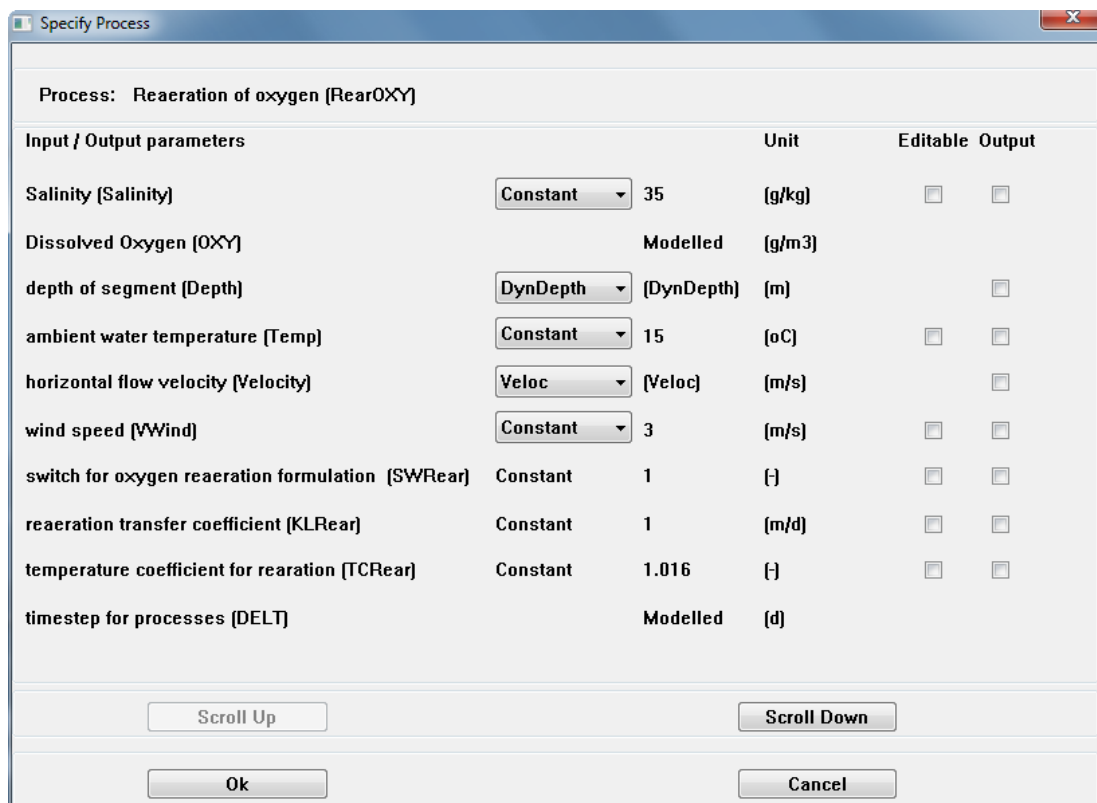 Specify Process
X
Process: Reaeration of oxygen (RearOXY)
Input / Output parameters Unit Editable Output
Salinity (Salinity) Constant 35 (g/kg)
Dissolved Oxygen (OXY) Modelled (g/m3)
depth of segment (Depth) DynDepth (DynDepth) (m)
ambient water temperature (Temp) Constant 15 (oC)
horizontal flow velocity (Velocity) Veloc (Veloc) (m/s)
wind speed (VWind) Constant 3 (m/s)
switch for oxygen reaeration formulation (SWRear) Constant 1 (-)
reaeration transfer coefficient (KLRear) Constant 1 (m/d)
temperature coefficient for rearation (TCRear) Constant 1.016 (-)
timestep for processes (DELT) Modelled (d)
Scroll Up Scroll Down
Ok Cancel